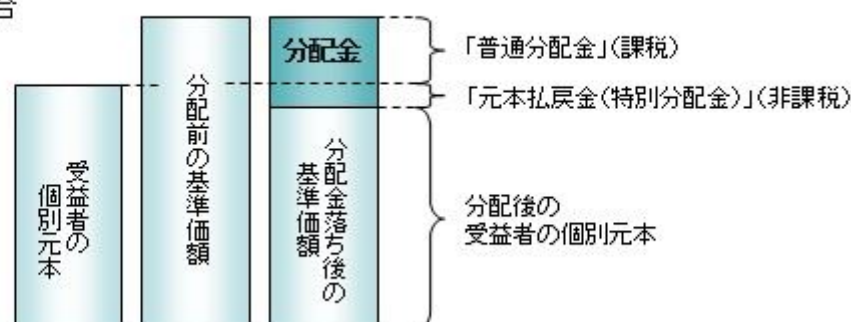 合
分配金
「普通分配金」(課税)
「元本払戻金(特別分配金)」(非課税)
受益者の
個別元本
分配前の基準価額
分配金落ち後の
基準価額
分配後の
受益者の個別元本